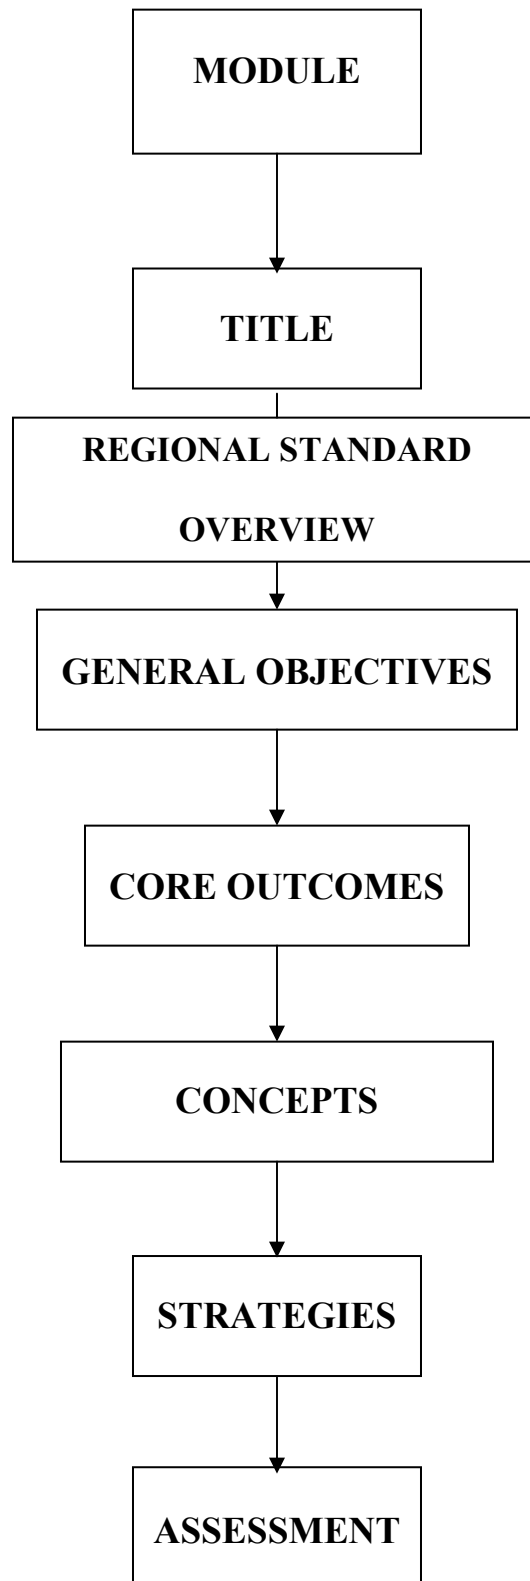 MODULE
TITLE
REGIONAL STANDARD
OVERVIEW
GENERAL OBJECTIVES
CORE OUTCOMES
CONCEPTS
STRATEGIES
ASSESSMENT